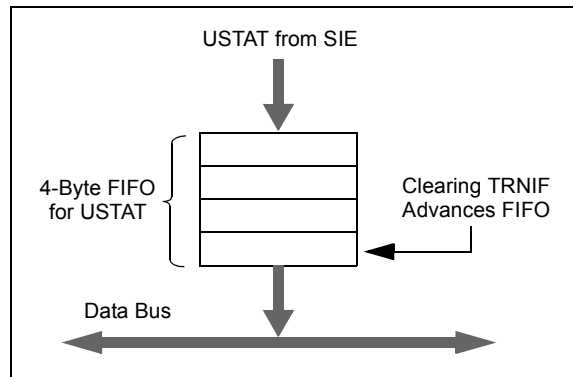 USTAT from SIE
4-Byte FIFO
for USTAT
Clearing TRNIF
Advances FIFO
Data Bus